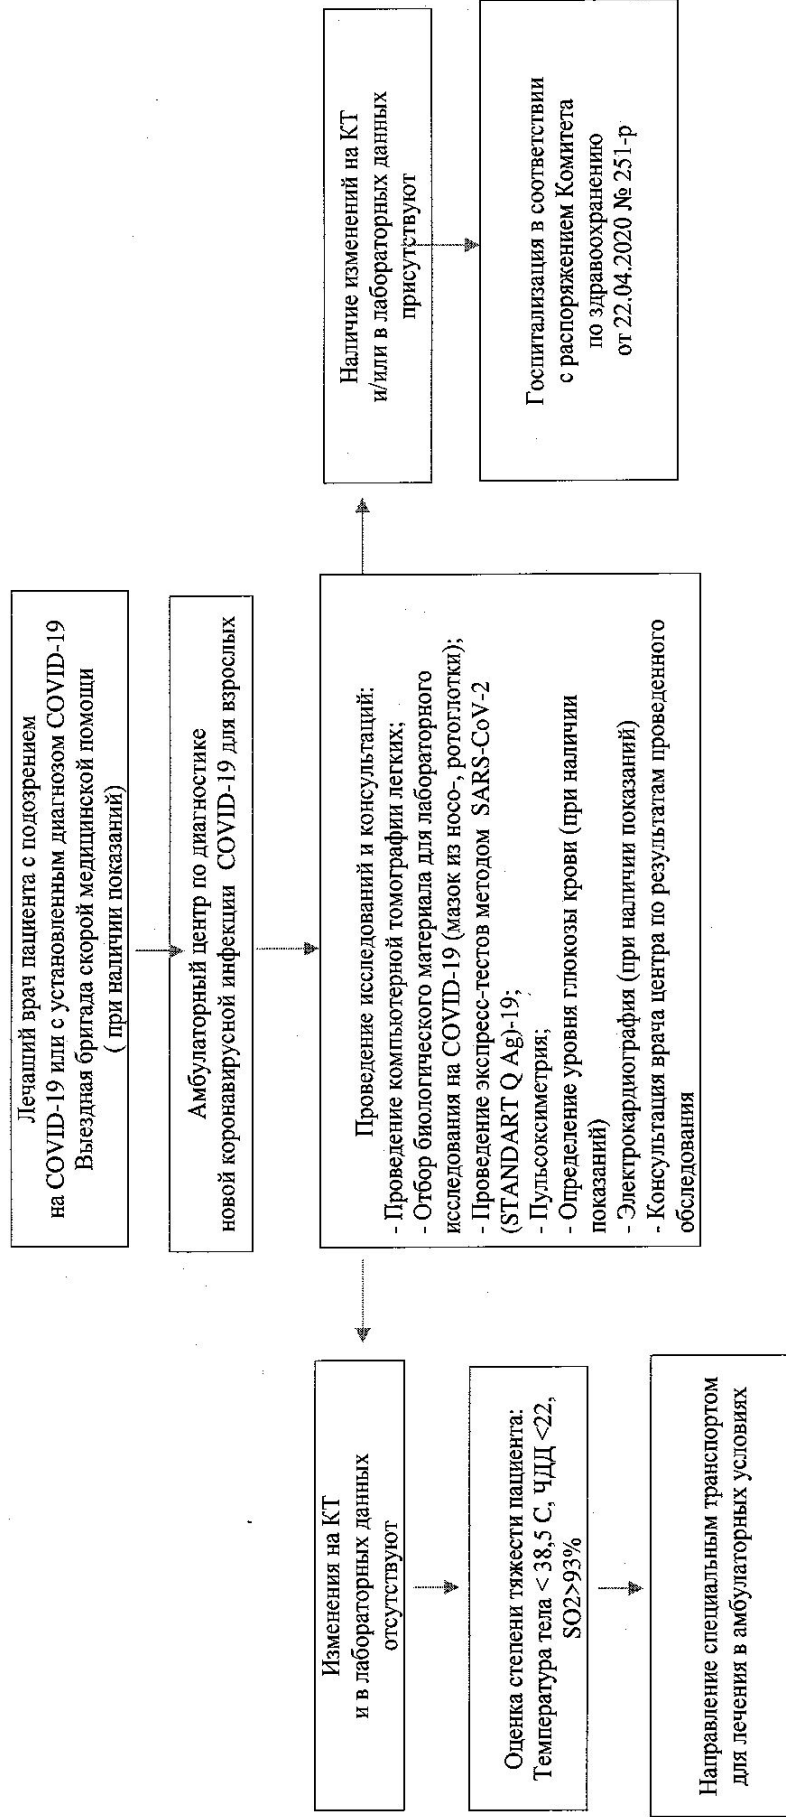 Лечащий врач пациента с подозрением
на COVID-19 или с установленным диагнозом COVID-19
Выездная бригада скорой медицинской помощи
( при наличии показаний)
Амбулаторный центр по диагностике
новой коронавирусной инфекции COVID-19 для взрослых
Проведение исследований и консультаций:
- Проведение компьютерной томографии легких;
- Отбор биологического материала для лабораторного
исследования на COVID-19 (мазок из носо-, ротоглотки);
- Проведение экспресс-тестов методом SARS-CoV-2
(STANDART Q Ag)-19;
- Пульсоксиметрия;
- Определение уровня глюкозы крови (при наличии
показаний)
- Электрокардиография (при наличии показаний)
- Консультация врача центра по результатам проведенного
обследования
Изменения на КТ
и в лабораторных данных
отсутствуют
Оценка степени тяжести пациента:
Температура тела < 38,5 С, ЧДД <22,
SO2>93%
Направление специальным транспортом
для лечения в амбулаторных условиях
Наличие изменений на КТ
и/или в лабораторных данных
присутствуют
Госпитализация в соответствии
с распоряжением Комитета
по здравоохранению
от 22.04.2020 № 251-р